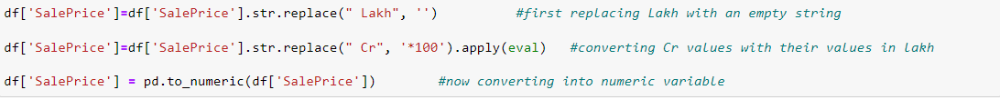 df['SalePrice']=df['SalePrice'].str.replace(" Lakh", '') #first replacing Lakh with an empty string
df['SalePrice']=df['SalePrice'].str.replace(" Cr", '*100').apply(eval) #converting Cr values with their values in lakh
df['SalePrice'] = pd.to_numeric(df['SalePrice']) #now converting into numeric variable